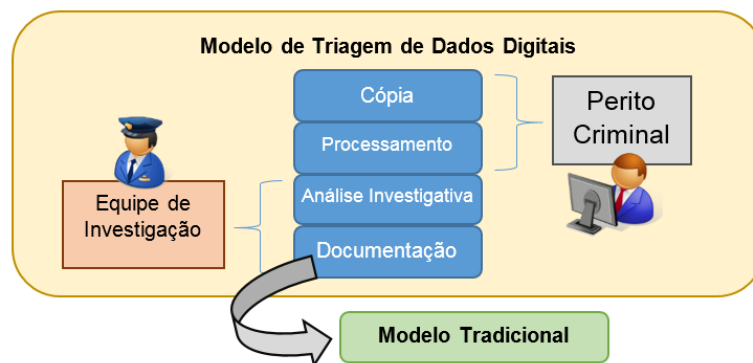 Modelo de Triagem de Dados Digitais
Cópia
Processamento
Análise Investigativa
Documentação
Perito
Criminal
Equipe de
Investigação
Modelo Tradicional